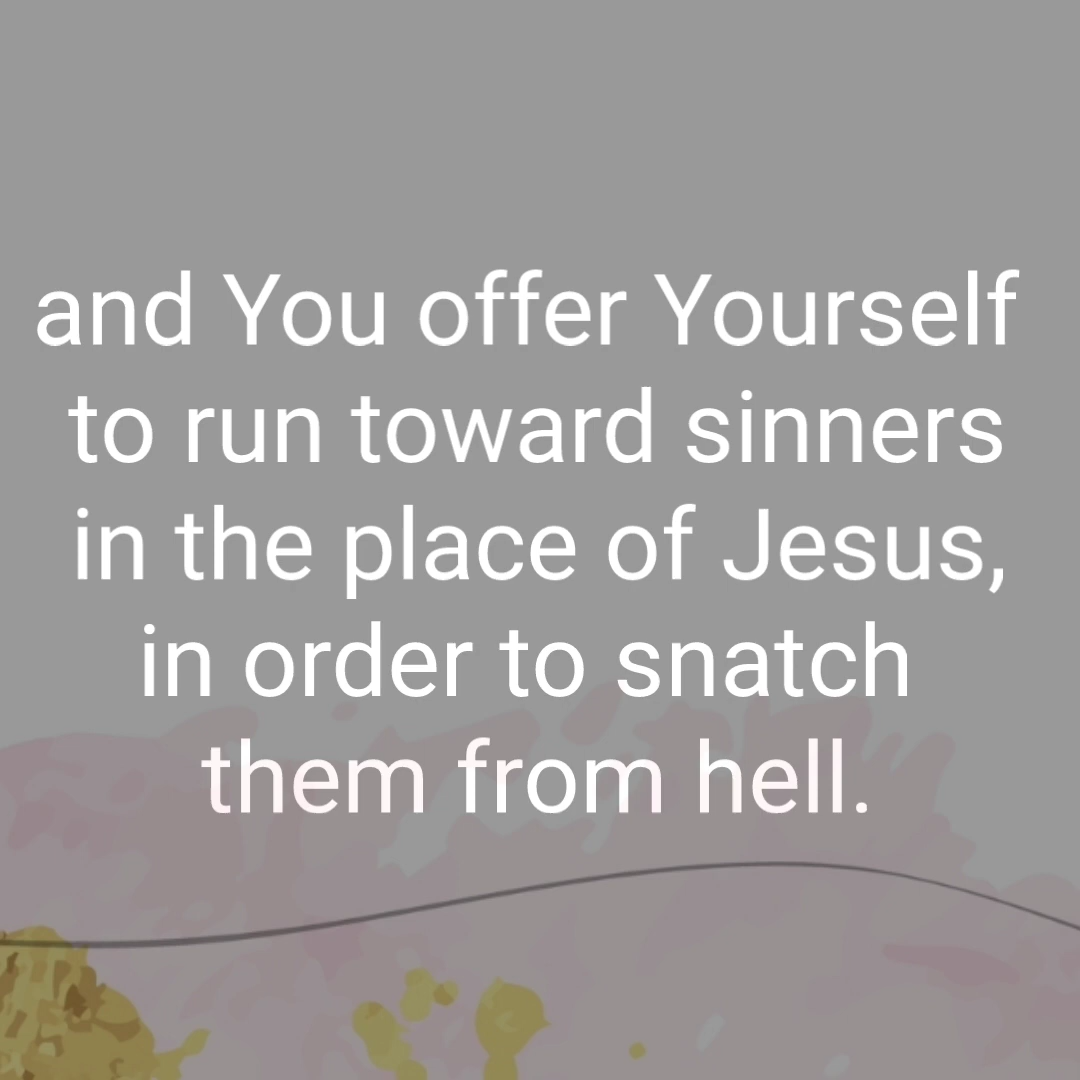 and You offer Yourself
to run toward sinners
in the place of Jesus,
in order to snatch
them from hell.